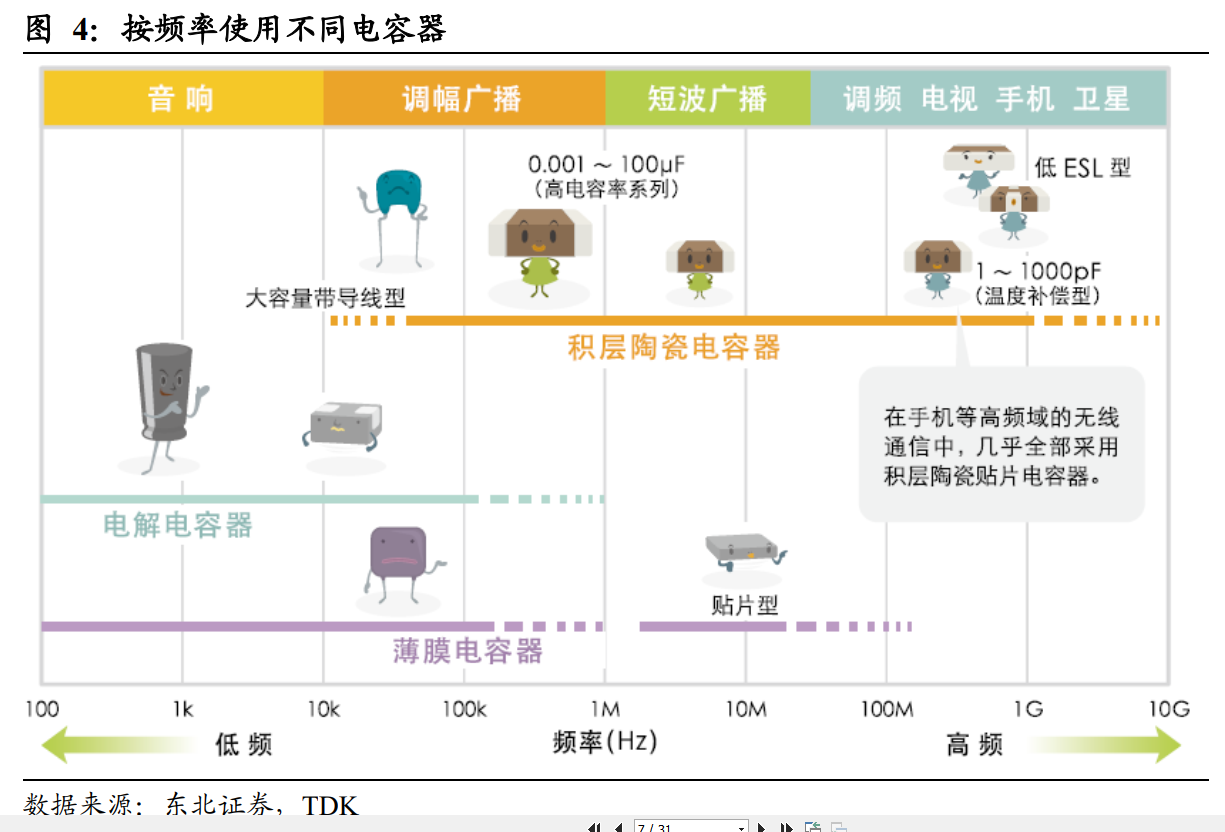 图 4：按频率使用不同电容器
音响 调幅广播 短波广播 调频 电视 手机 卫星
0.001 ～ 100μF
（高电容率系列）
低 ESL 型
1 ～ 1000pF
（温度补偿型）
大容量带导线型
积层陶瓷电容器
在手机等高频域的无线
通信中，几乎全部采用
积层陶瓷贴片电容器。
电解电容器
贴片型
薄膜电容器
100 1k 10k 100k 1M 10M 100M 1G 10G
低频 频率(Hz) 高频
数据来源：东北证券，TDK
7 / 31